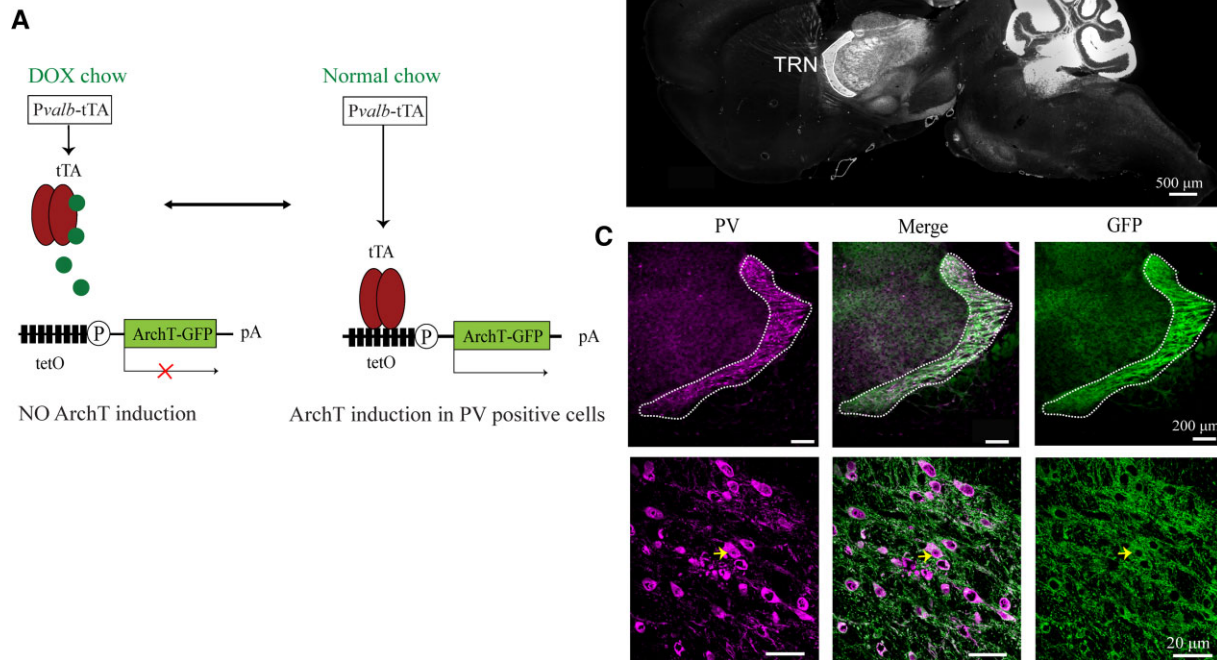 A
DOX chow
Pvalb-tTA
tTA
P
ArchT-GFP
pA
tetO
NO ArchT induction
Normal chow
Pvalb-tTA
tTA
P
ArchT-GFP
pA
tetO
ArchT induction in PV positive cells
TRN
500 µm
C
PV
Merge
GFP
200 µm
20 µm